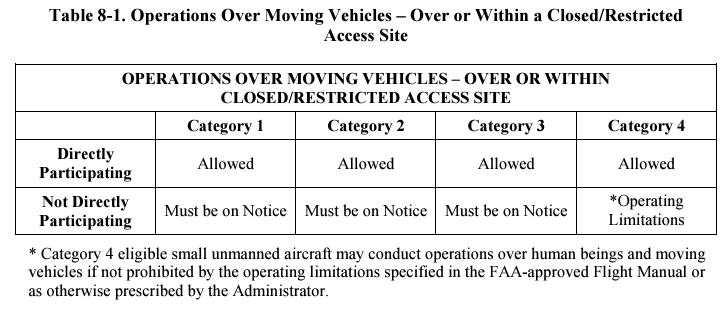 Table 8-1. Operations Over Moving Vehicles – Over or Within a Closed/Restricted
Access Site
OPERATIONS OVER MOVING VEHICLES – OVER OR WITHIN
CLOSED/RESTRICTED ACCESS SITE
Category 1 Category 2 Category 3 Category 4
Directly
Participating Allowed Allowed Allowed Allowed
Not Directly
Participating Must be on Notice Must be on Notice Must be on Notice *Operating
Limitations
* Category 4 eligible small unmanned aircraft may conduct operations over human beings and moving
vehicles if not prohibited by the operating limitations specified in the FAA-approved Flight Manual or
as otherwise prescribed by the Administrator.